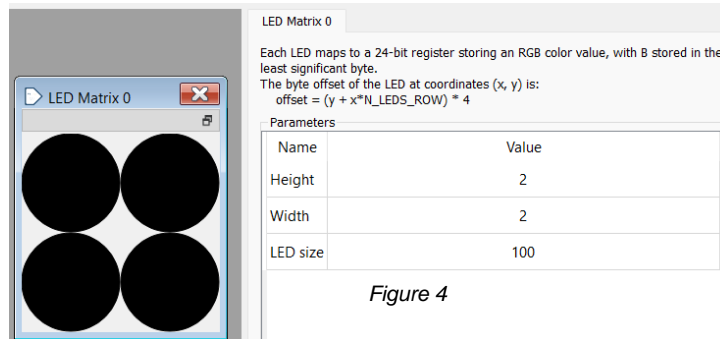 LED Matrix 0
LED Matrix 0
Each LED maps to a 24-bit register storing an RGB color value, with B stored in the
least significant byte.
The byte offset of the LED at coordinates (x, y) is:
offset = (y + x*N_LEDS_ROW) * 4
Parameters
Name Value
Height 2
Width 2
LED size 100
Figure 4